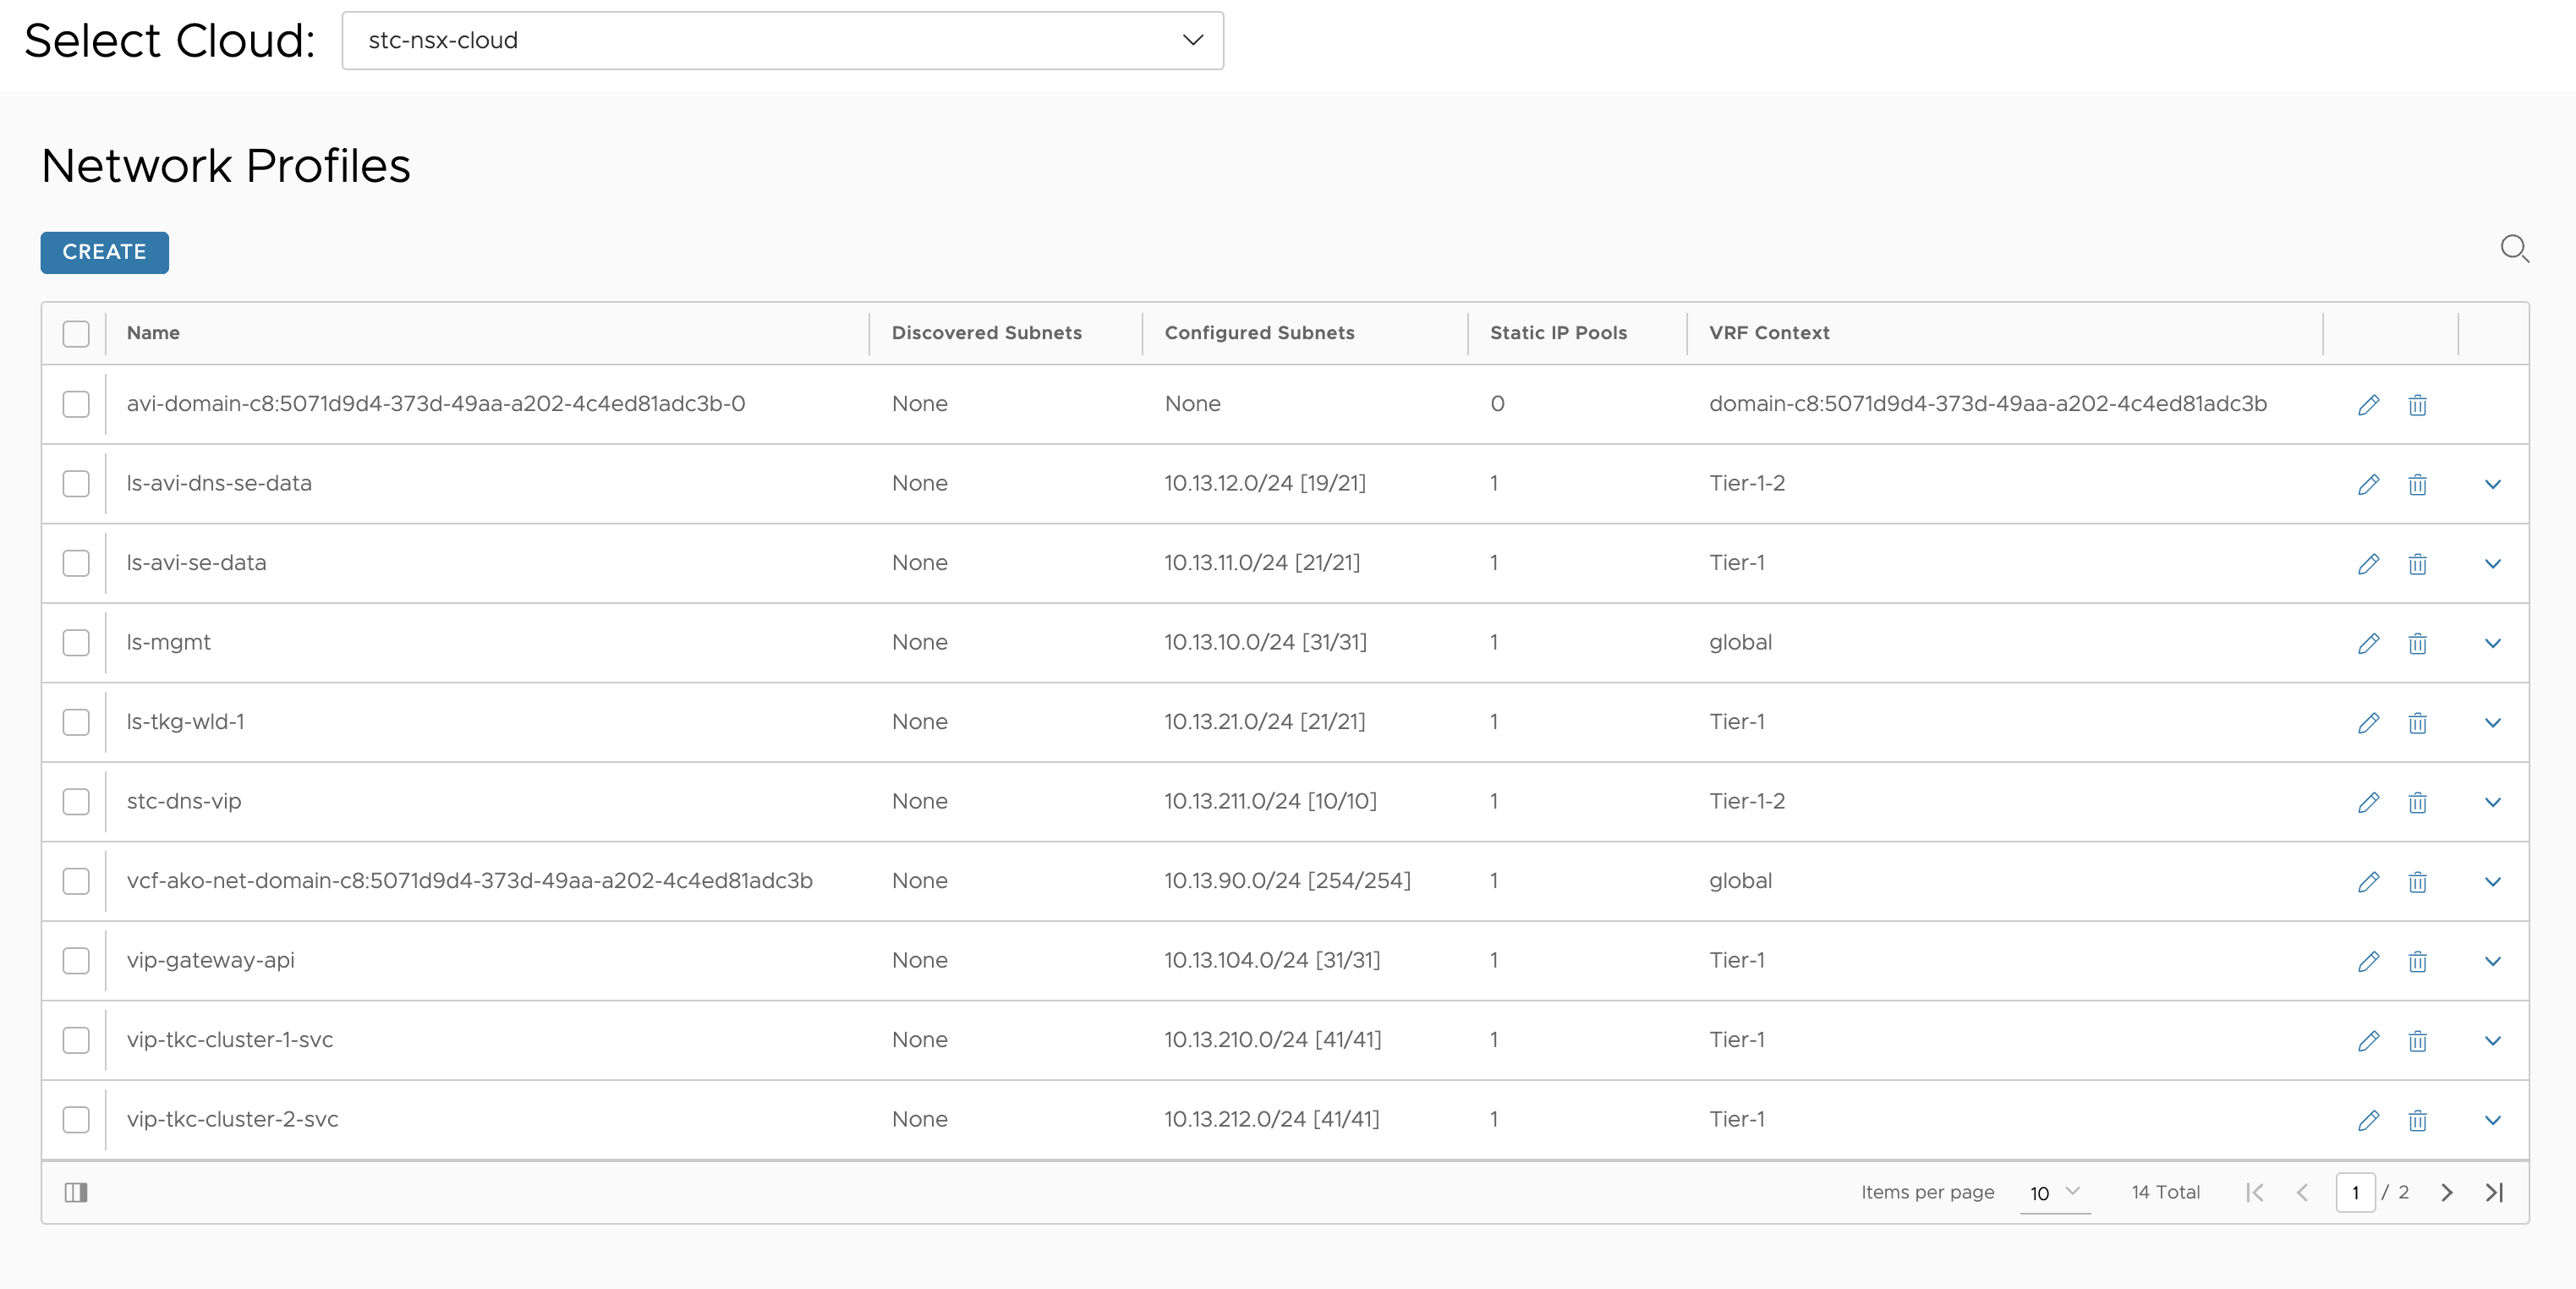 Select Cloud: stc-nsx-cloud
Network Profiles
CREATE
Name Discovered Subnets Configured Subnets Static IP Pools VRF Context
avi-domain-c8:5071d9d4-373d-49aa-a202-4c4ed81adc3b-0 None None 0 domain-c8:5071d9d4-373d-49aa-a202-4c4ed81adc3b
ls-avi-dns-se-data None 10.13.12.0/24 [19/21] 1 Tier-1-2
ls-avi-se-data None 10.13.11.0/24 [21/21] 1 Tier-1
ls-mgmt None 10.13.10.0/24 [31/31] 1 global
ls-tkg-wld-1 None 10.13.21.0/24 [21/21] 1 Tier-1
stc-dns-vip None 10.13.211.0/24 [10/10] 1 Tier-1-2
vcf-ako-net-domain-c8:5071d9d4-373d-49aa-a202-4c4ed81adc3b None 10.13.90.0/24 [254/254] 1 global
vip-gateway-api None 10.13.104.0/24 [31/31] 1 Tier-1
vip-tkc-cluster-1-svc None 10.13.210.0/24 [41/41] 1 Tier-1
vip-tkc-cluster-2-svc None 10.13.212.0/24 [41/41] 1 Tier-1
Items per page 10 14 Total 1 / 2